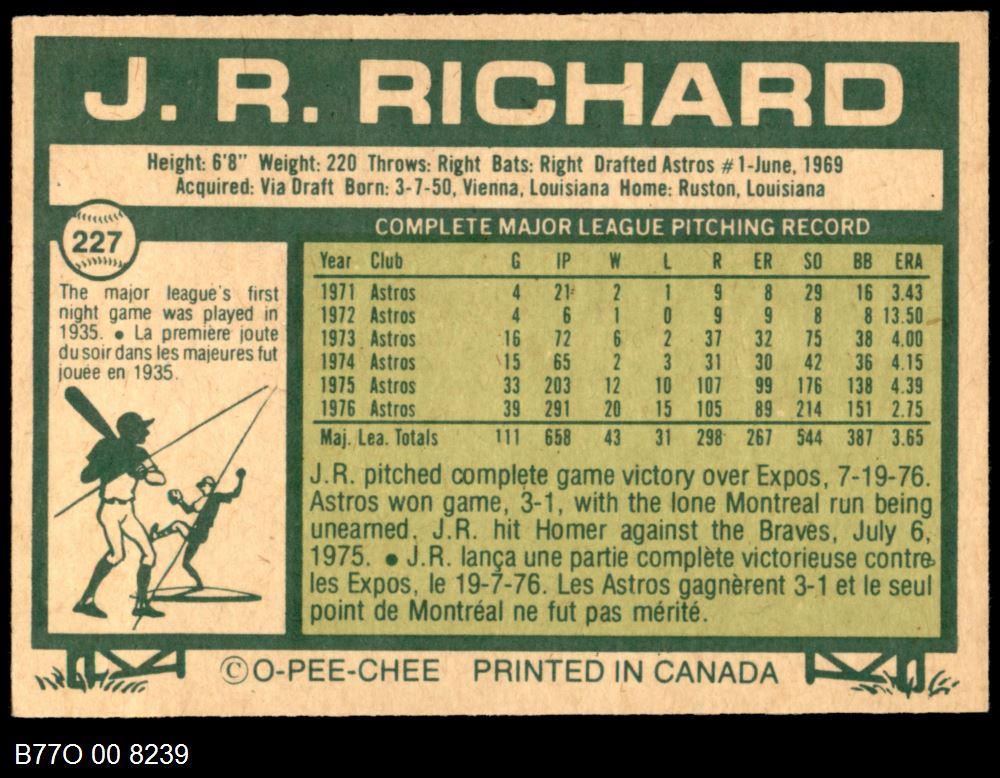 J. R. RICHARD
Height: 6'8" Weight: 220 Throws: Right Bats: Right Drafted Astros #1-June, 1969
Acquired: Via Draft Born: 3-7-50, Vienna, Louisiana Home: Ruston, Louisiana
227
The major league's first
night game was played in
1935. ● La première joute
du soir dans les majeures fut
jouée en 1935.
COMPLETE MAJOR LEAGUE PITCHING RECORD
Year Club G IP W L R ER SO BB ERA
1971 Astros 4 21 2 1 9 8 29 16 3.43
1972 Astros 4 6 1 0 9 9 8 8 13.50
1973 Astros 16 72 6 2 37 32 75 38 4.00
1974 Astros 15 65 2 3 31 30 42 36 4.15
1975 Astros 33 203 12 10 107 99 176 138 4.39
1976 Astros 39 291 20 15 105 89 214 151 2.75
Maj. Lea. Totals 111 658 43 31 298 267 544 387 3.65
J.R. pitched complete game victory over Expos, 7-19-76.
Astros won game, 3-1, with the lone Montreal run being
unearned. J.R. hit Homer against the Braves, July 6,
1975. ● J.R. lança une partie complète victorieuse contre
les Expos, le 19-7-76. Les Astros gagnèrent 3-1 et le seul
point de Montréal ne fut pas mérité.
©O-PEE-CHEE PRINTED IN CANADA
B77O 00 8239